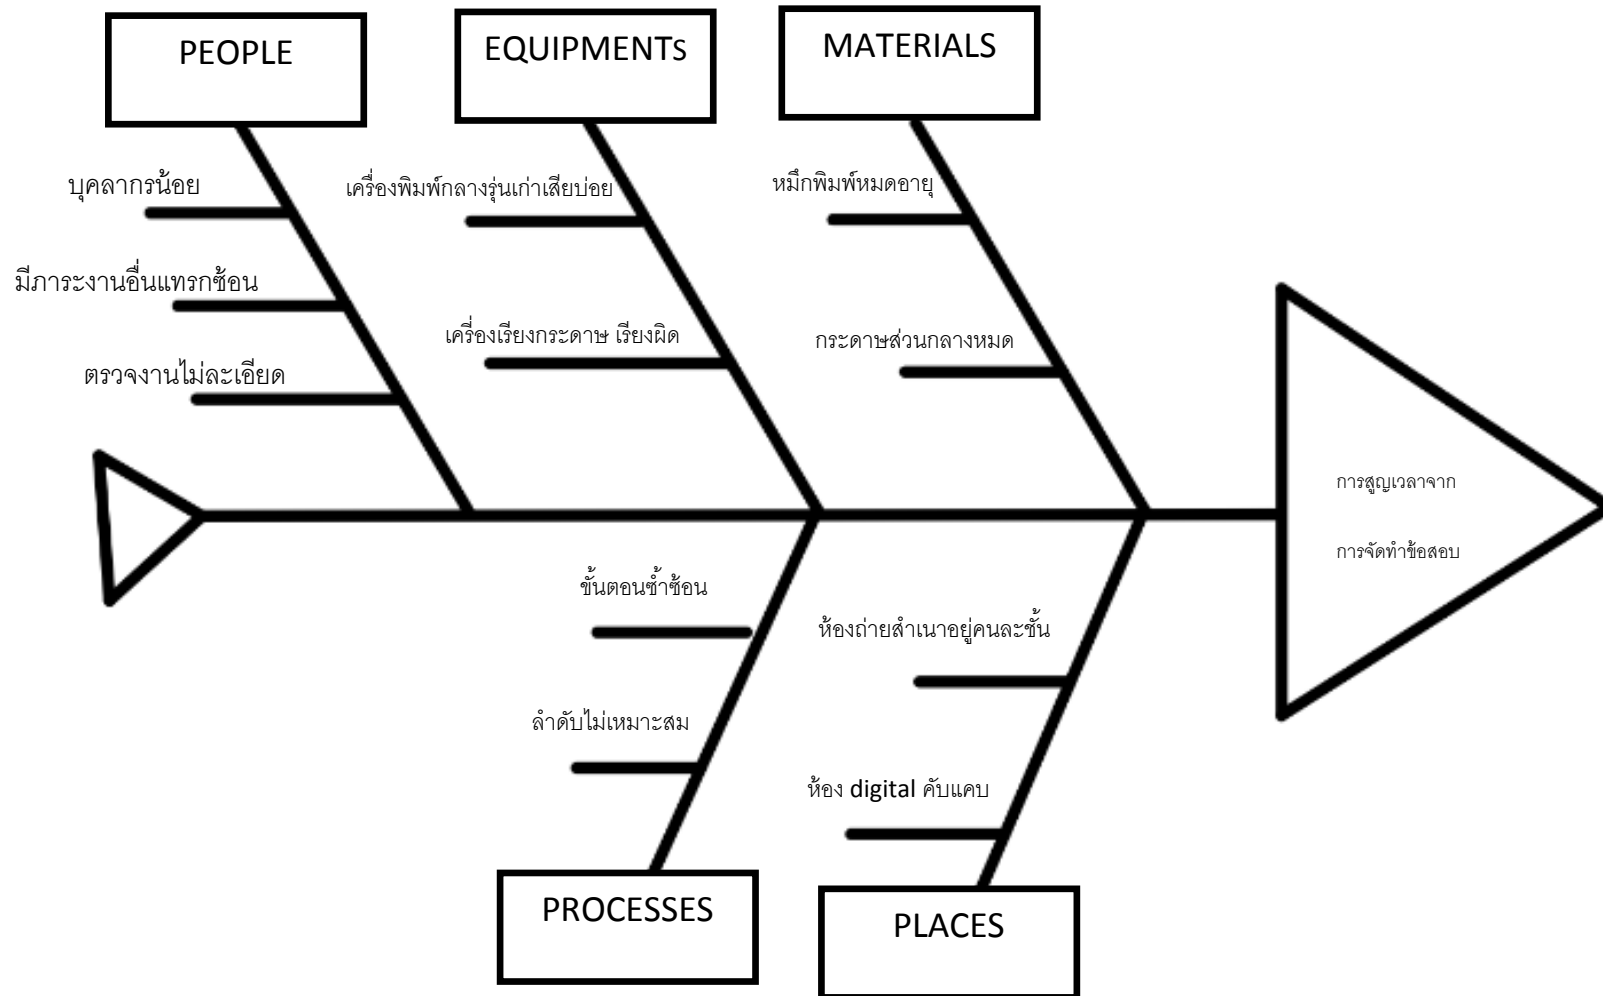 PEOPLE
EQUIPMENTs
MATERIALS
บุคลากรน้อย
เครื่องพิมพ์กลางรุ่นเก่าเสียบ่อย
หมึกพิมพ์หมดอายุ
มีภาระงานอื่นแทรกซ้อน
เครื่องเรียงกระดาษ เรียงผิด
กระดาษส่วนกลางหมด
ตรวจงานไม่ละเอียด
การสูญเวลาจาก
การจัดทำข้อสอบ
ขั้นตอนซ้ำซ้อน
ห้องถ่ายสำเนาอยู่คนละชั้น
ลำดับไม่เหมาะสม
ห้อง digital คับแคบ
PROCESSES
PLACES